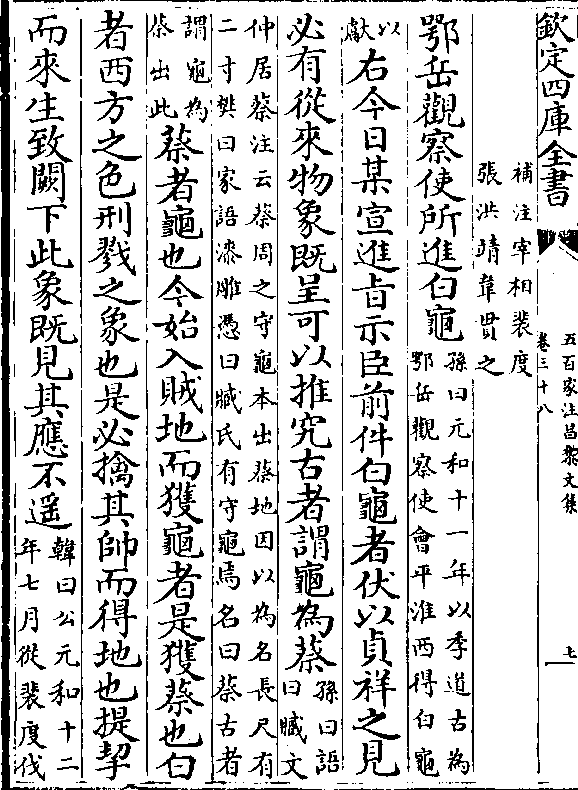 欽定四庫全書
五百家注昌黎文集
卷三十八
七
補注宰相裴度
張洪靖韋貫之
鄂岳觀察使所進白龜
孫曰元和十一年以季道古為
鄂岳觀察使會平淮西得白龜
以
獻
右今日某宣進㫖示臣前件白龜者伏以貞祥之見
必有從來物象既呈可以推究古者謂龜為蔡
孫曰語
曰臧文
仲居蔡注云蔡周之守龜本出蔡地因以為名長尺有
二寸樊曰家語漆雕憑曰臧氏有守龜焉名曰蔡古者
謂龜為
蔡出此
蔡者龜也今始入賊地而獲龜者是獲蔡也白
者西方之色刑戮之象也是必擒其帥而得地也提挈
而來生致闕下此象既見其應不遥
韓曰公元和十二
年七月從裴度伐